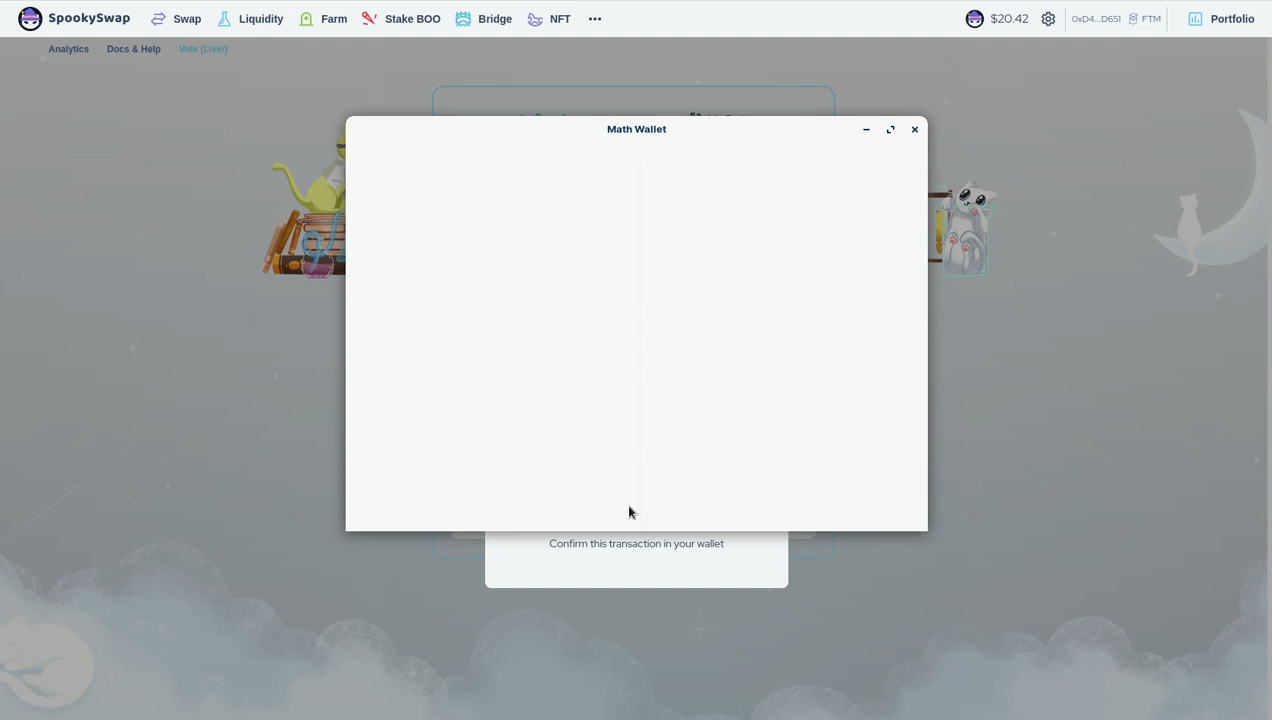 SpookySwap Swap Liquidity Farm Stake BOO Bridge NFT $20.42 0xD4...D651 FTM Portfolio
Analytics Docs & Help Vote (Live!)
Math Wallet
Confirm this transaction in your wallet